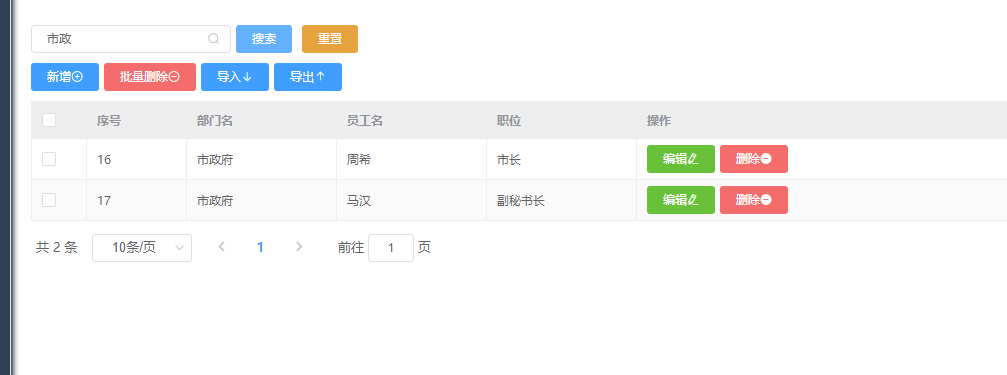 市政 搜索 重置
新增 批量删除 导入 导出
序号 部门名 员工名 职位 操作
16 市政府 周希 市长 编辑 删除
17 市政府 马汉 副秘书长 编辑 删除
共 2 条 10条/页 1 前往 1 页